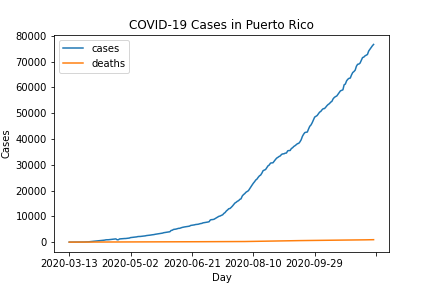 COVID-19 Cases in Puerto Rico
80000
70000
60000
50000
40000
30000
20000
10000
0
Cases
cases
deaths
2020-03-13 2020-05-02 2020-06-21 2020-08-10 2020-09-29
Day